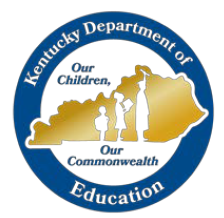 Kentucky Department of
Our
Children,
Our
Commonwealth
Education